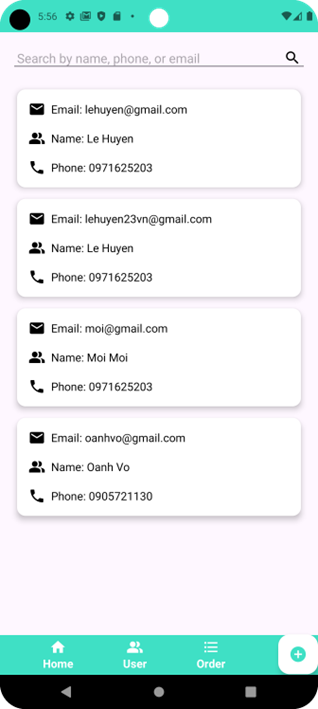 5:56
Search by name, phone, or email
Email: lehuyen@gmail.com
Name: Le Huyen
Phone: 0971625203
Email: lehuyen23vn@gmail.com
Name: Le Huyen
Phone: 0971625203
Email: moi@gmail.com
Name: Moi Moi
Phone: 0971625203
Email: oanhvo@gmail.com
Name: Oanh Vo
Phone: 0905721130
Home User Order